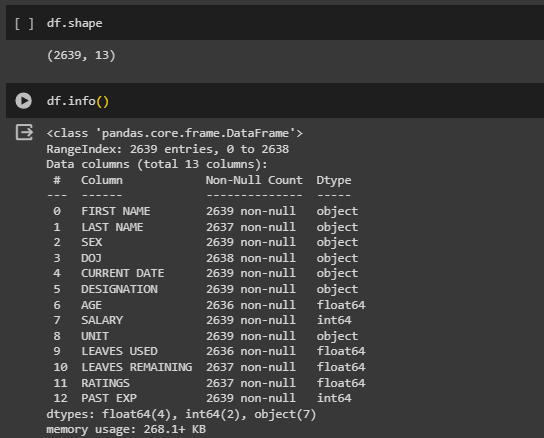 [ ] df.shape
(2639, 13)
df.info()
<class 'pandas.core.frame.DataFrame'>
RangeIndex: 2639 entries, 0 to 2638
Data columns (total 13 columns):
 #   Column            Non-Null Count  Dtype
---  ------            --------------  -----
 0   FIRST NAME        2639 non-null   object
 1   LAST NAME         2637 non-null   object
 2   SEX               2639 non-null   object
 3   DOJ               2638 non-null   object
 4   CURRENT DATE      2639 non-null   object
 5   DESIGNATION       2639 non-null   object
 6   AGE               2636 non-null   float64
 7   SALARY            2639 non-null   int64
 8   UNIT              2639 non-null   object
 9   LEAVES USED       2636 non-null   float64
 10  LEAVES REMAINING  2637 non-null   float64
 11  RATINGS           2637 non-null   float64
 12  PAST EXP          2639 non-null   int64
dtypes: float64(4), int64(2), object(7)
memory usage: 268.1+ KB